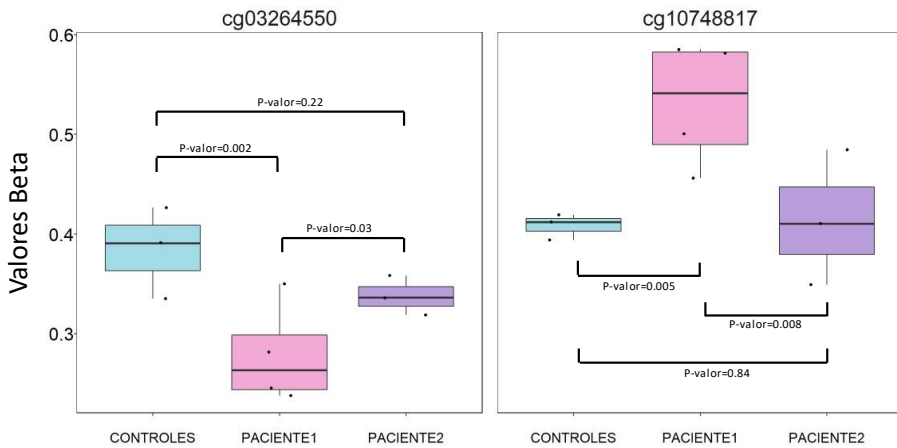 cg03264550
cg10748817
Valores Beta
0.6
0.5
0.4
0.3
P-valor=0.22
P-valor=0.002
P-valor=0.03
P-valor=0.005
P-valor=0.008
P-valor=0.84
CONTROLES PACIENTE1 PACIENTE2
CONTROLES PACIENTE1 PACIENTE2